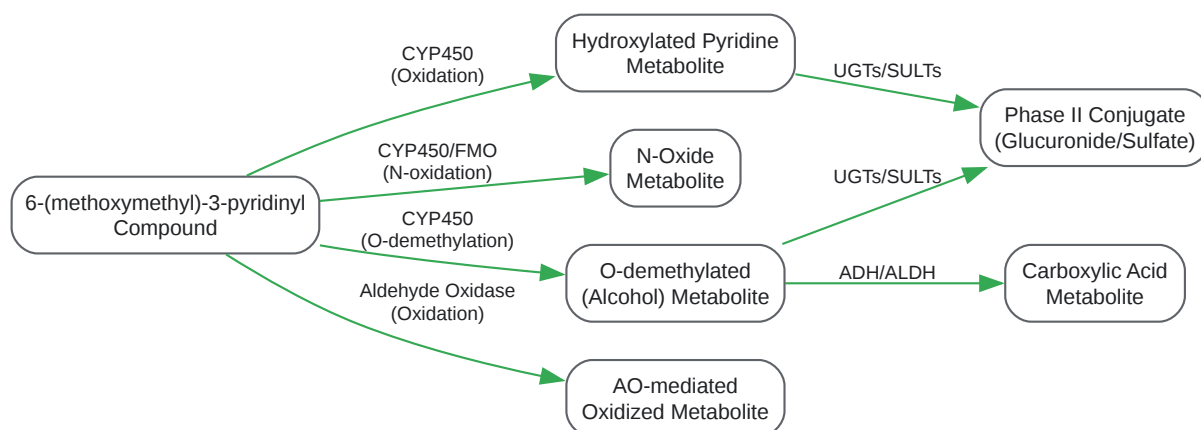 CYP450
(Oxidation)
Hydroxylated Pyridine
Metabolite
UGTs/SULTs
Phase II Conjugate
(Glucuronide/Sulfate)
CYP450/FMO
(N-oxidation)
N-Oxide
Metabolite
UGTs/SULTs
6-(methoxymethyl)-3-pyridinyl
Compound
CYP450
(O-demethylation)
O-demethylated
(Alcohol) Metabolite
ADH/ALDH
Carboxylic Acid
Metabolite
Aldehyde Oxidase
(Oxidation)
AO-mediated
Oxidized Metabolite